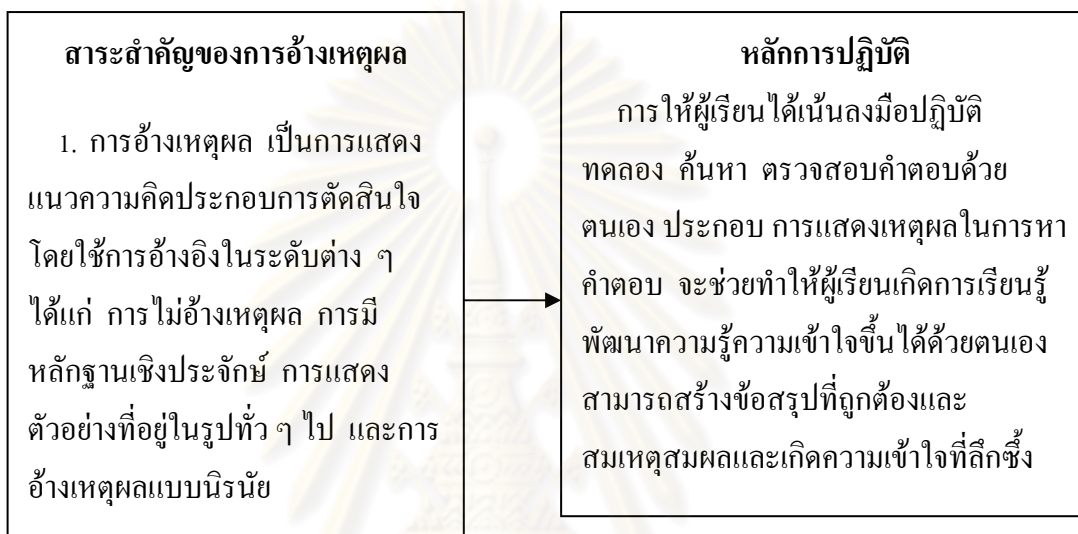 สาระสำคัญของการอ้างเหตุผล
1. การอ้างเหตุผล เป็นการแสดง
แนวความคิดประกอบการตัดสินใจ
โดยใช้การอ้างอิงในระดับต่าง ๆ
ได้แก่ การไม่อ้างเหตุผล การมี
หลักฐานเชิงประจักษ์ การแสดง
ตัวอย่างที่อยู่ในรูปทั่ว ๆ ไป และการ
อ้างเหตุผลแบบนิรนัย
หลักการปฏิบัติ
การให้ผู้เรียนได้เน้นลงมือปฏิบัติ
ทดลอง ค้นหา ตรวจสอบคำตอบด้วย
ตนเอง ประกอบ การแสดงเหตุผลในการหา
คำตอบ จะช่วยทำให้ผู้เรียนเกิดการเรียนรู้
พัฒนาความรู้ความเข้าใจขึ้นได้ด้วยตนเอง
สามารถสร้างข้อสรุปที่ถูกต้องและ
สมเหตุสมผลและเกิดความเข้าใจที่ลึกซึ้ง